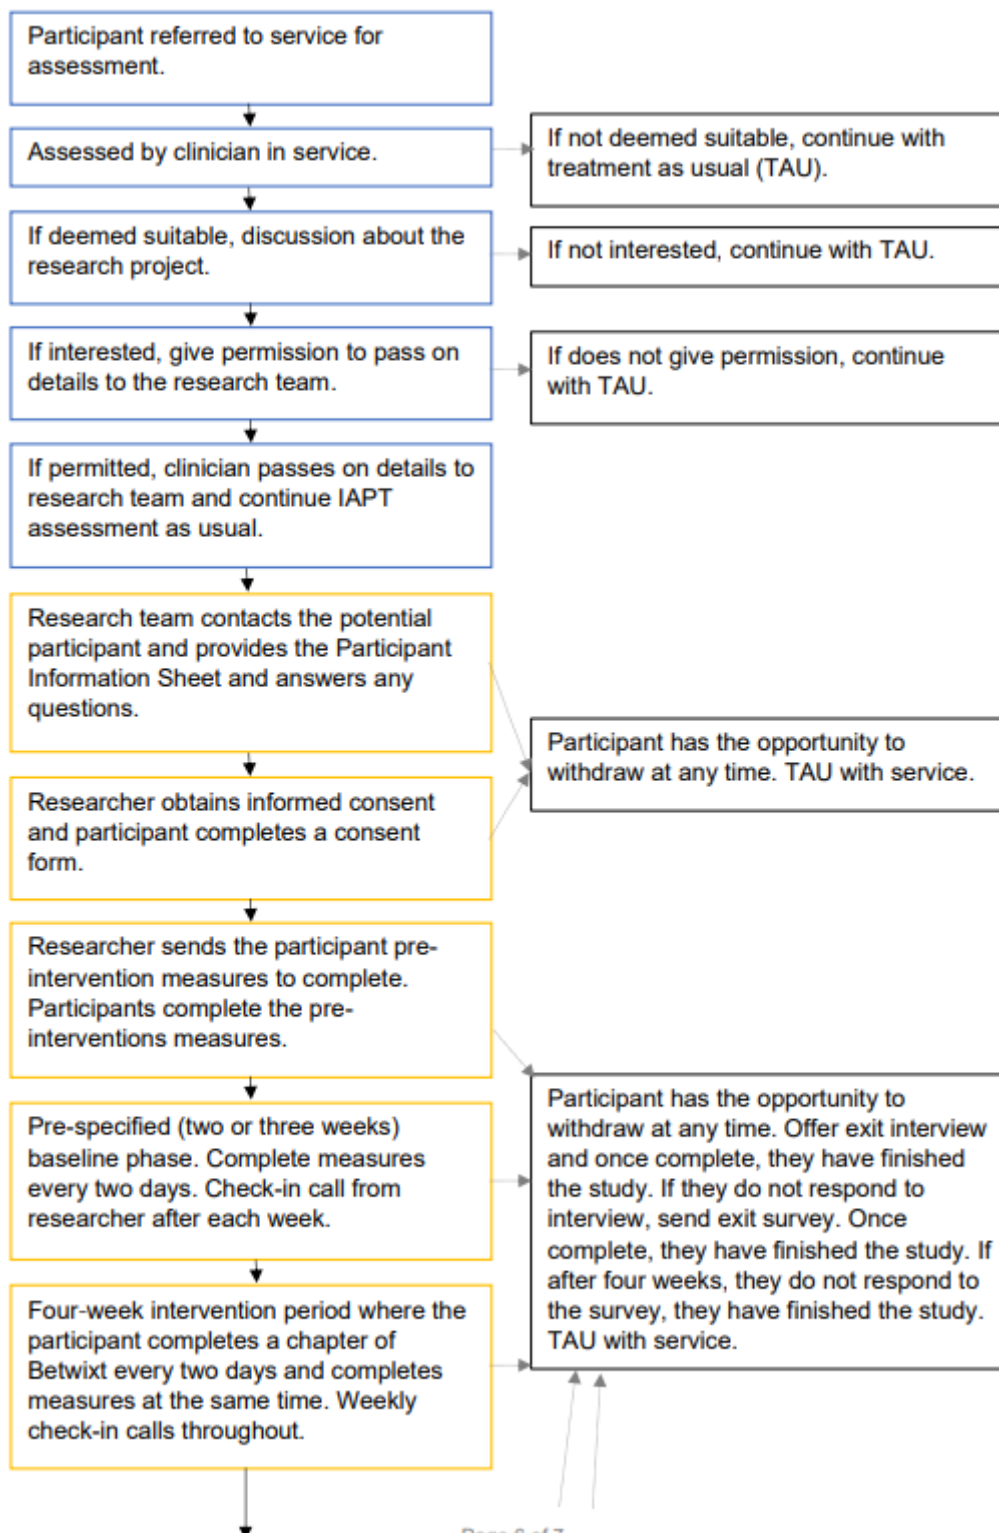 Participant referred to service for
assessment.
Assessed by clinician in service.
If not deemed suitable, continue with
treatment as usual (TAU).
If deemed suitable, discussion about the
research project.
If not interested, continue with TAU.
If interested, give permission to pass on
details to the research team.
If does not give permission, continue
with TAU.
If permitted, clinician passes on details to
research team and continue IAPT
assessment as usual.
Research team contacts the potential
participant and provides the Participant
Information Sheet and answers any
questions.
Participant has the opportunity to
withdraw at any time. TAU with service.
Researcher obtains informed consent
and participant completes a consent
form.
Researcher sends the participant pre-
intervention measures to complete.
Participants complete the pre-
interventions measures.
Pre-specified (two or three weeks)
baseline phase. Complete measures
every two days. Check-in call from
researcher after each week.
Participant has the opportunity to
withdraw at any time. Offer exit interview
and once complete, they have finished
the study. If they do not respond to
interview, send exit survey. Once
complete, they have finished the study. If
after four weeks, they do not respond to
the survey, they have finished the study.
TAU with service.
Four-week intervention period where the
participant completes a chapter of
Betwixt every two days and completes
measures at the same time. Weekly
check-in calls throughout.
Page 6 of 7